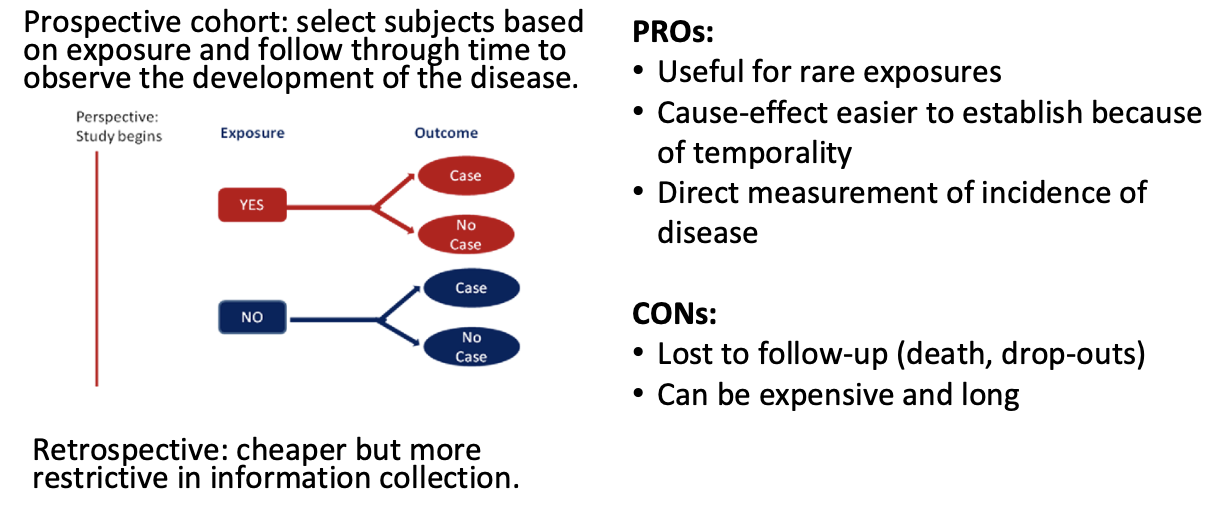 Prospective cohort: select subjects based
on exposure and follow through time to
observe the development of the disease.
Perspective:
Study begins
Exposure
Outcome
YES
Case
No
Case
NO
Case
No
Case
Retrospective: cheaper but more
restrictive in information collection.
PROs:
• Useful for rare exposures
• Cause-effect easier to establish because
of temporality
• Direct measurement of incidence of
disease
CONs:
• Lost to follow-up (death, drop-outs)
• Can be expensive and long